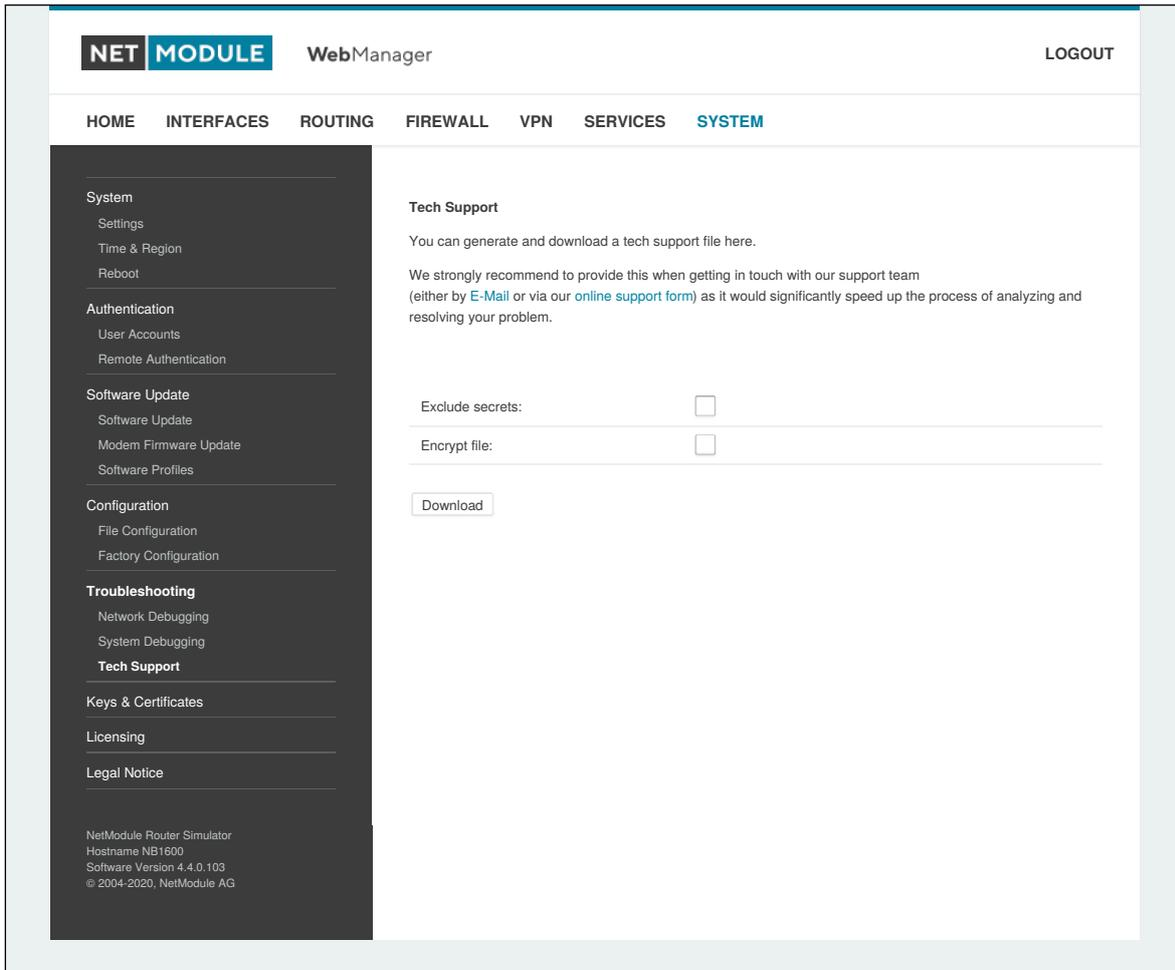 NET MODULE WebManager LOGOUT
HOME INTERFACES ROUTING FIREWALL VPN SERVICES SYSTEM
System
Settings
Time & Region
Reboot
Authentication
User Accounts
Remote Authentication
Software Update
Software Update
Modem Firmware Update
Software Profiles
Configuration
File Configuration
Factory Configuration
Troubleshooting
Network Debugging
System Debugging
Tech Support
Keys & Certificates
Licensing
Legal Notice
NetModule Router Simulator
Hostname NB1600
Software Version 4.4.0.103
© 2004-2020, NetModule AG
Tech Support
You can generate and download a tech support file here.
We strongly recommend to provide this when getting in touch with our support team
(either by E-Mail or via our online support form) as it would significantly speed up the process of analyzing and
resolving your problem.
Exclude secrets:
Encrypt file:
Download